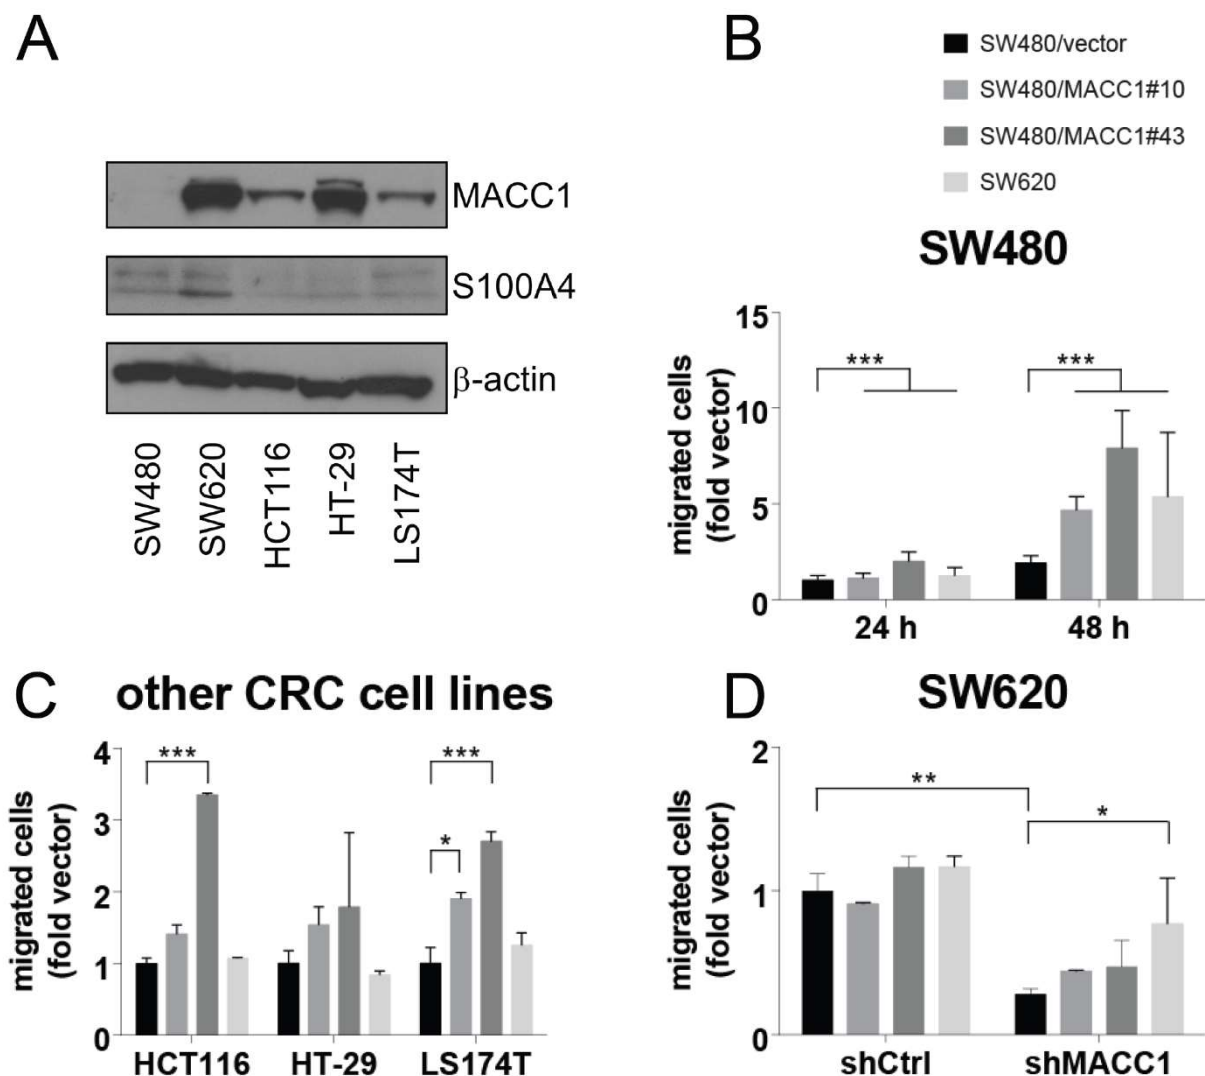 A
MACC1
S100A4
β-actin
SW480
SW620
HCT116
HT-29
LS174T
B
SW480/vector
SW480/MACC1#10
SW480/MACC1#43
SW620
SW480
migrated cells
(fold vector)
15
10
5
0
***
***
24 h
48 h
C
other CRC cell lines
migrated cells
(fold vector)
4
3
2
1
0
***
*
***
HCT116
HT-29
LS174T
D
SW620
migrated cells
(fold vector)
2
1
0
**
*
shCtrl
shMACC1